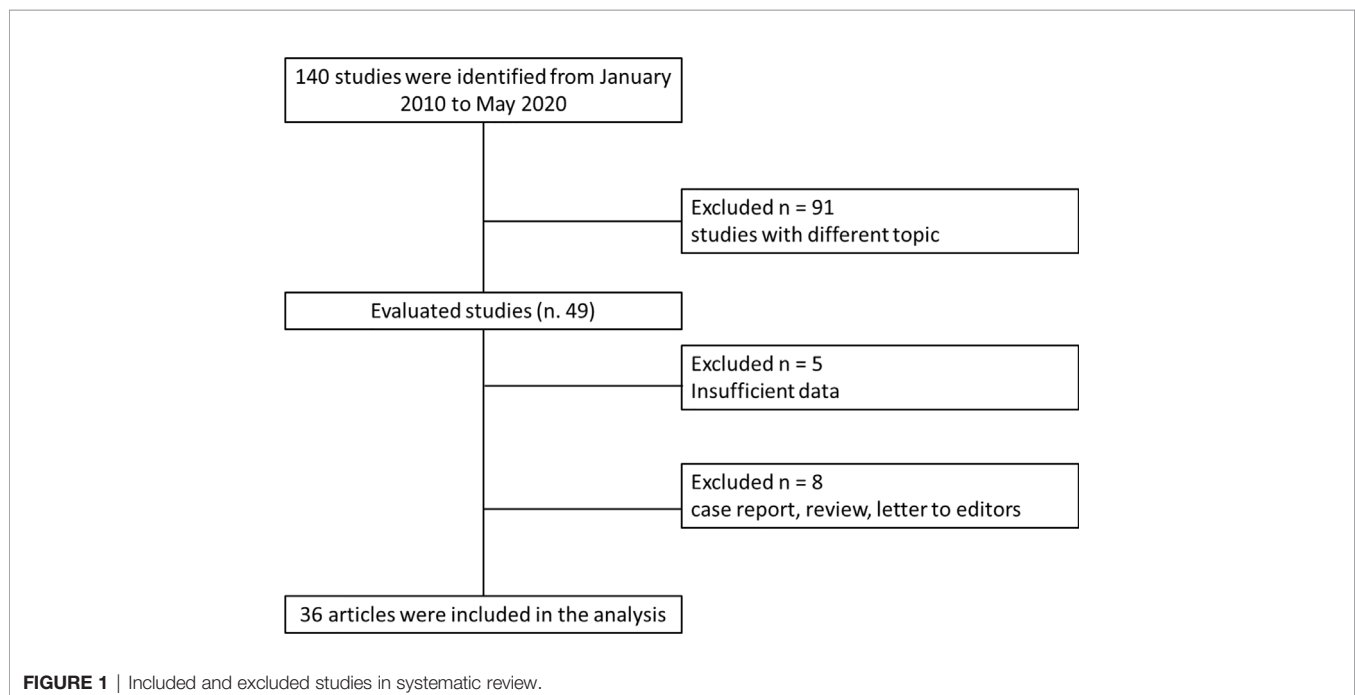 140 studies were identified from January
2010 to May 2020
Excluded n = 91
studies with different topic
Evaluated studies (n. 49)
Excluded n = 5
Insufficient data
Excluded n = 8
case report, review, letter to editors
36 articles were included in the analysis
FIGURE 1 | Included and excluded studies in systematic review.